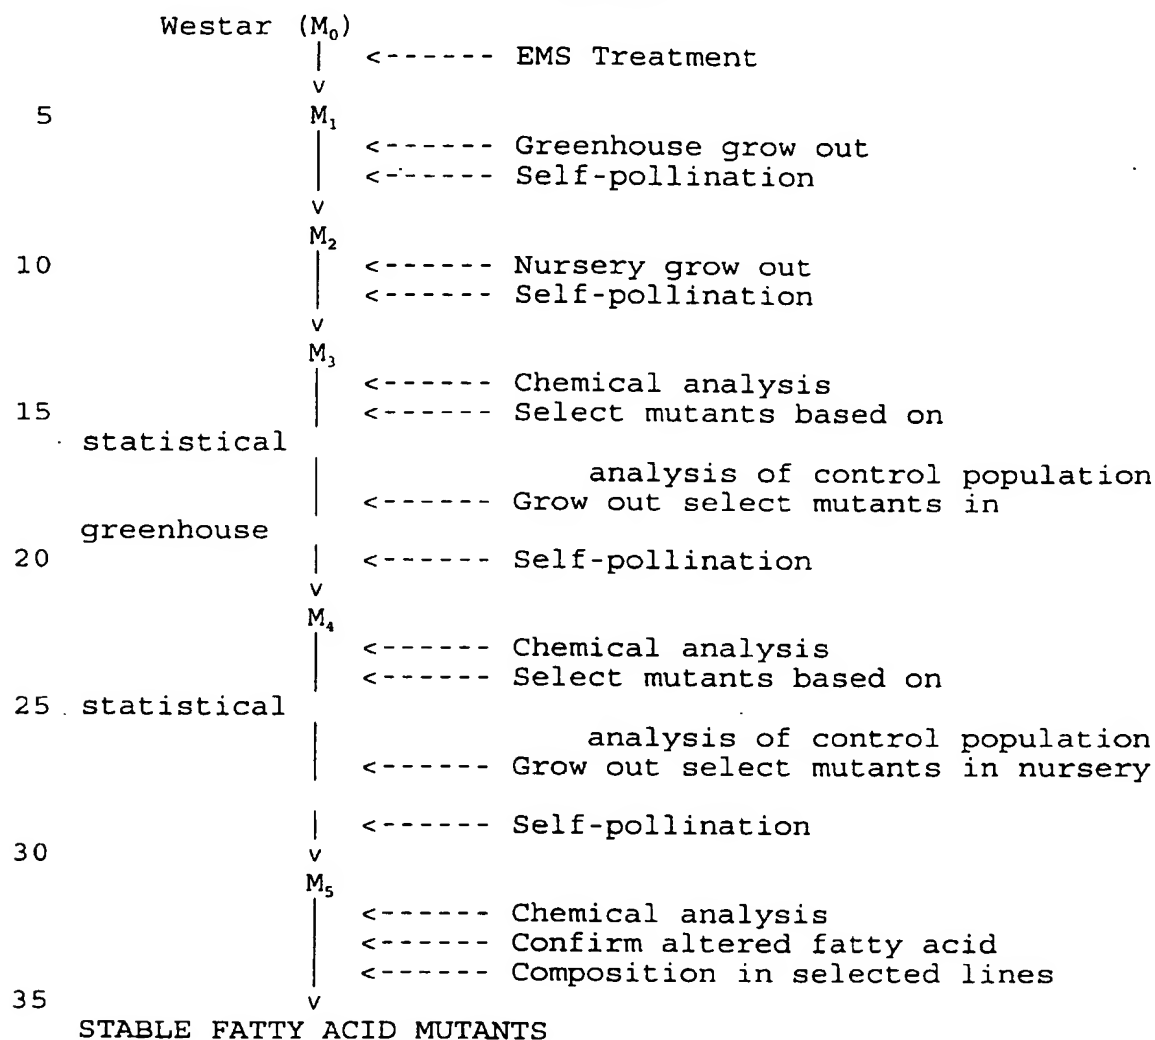 Westar (M₀)
| <------ EMS Treatment
v
5 M₁
<------ Greenhouse grow out
<------ Self-pollination
v
M₂
10 <------ Nursery grow out
<------ Self-pollination
v
M₃
<------ Chemical analysis
15 <------ Select mutants based on
statistical
analysis of control population
<------ Grow out select mutants in
greenhouse
20 | <------ Self-pollination
v
M₄
<------ Chemical analysis
<------ Select mutants based on
25 statistical
analysis of control population
<------ Grow out select mutants in nursery
| <------ Self-pollination
30 v
M₅
<------ Chemical analysis
<------ Confirm altered fatty acid
<------ Composition in selected lines
35 v
STABLE FATTY ACID MUTANTS